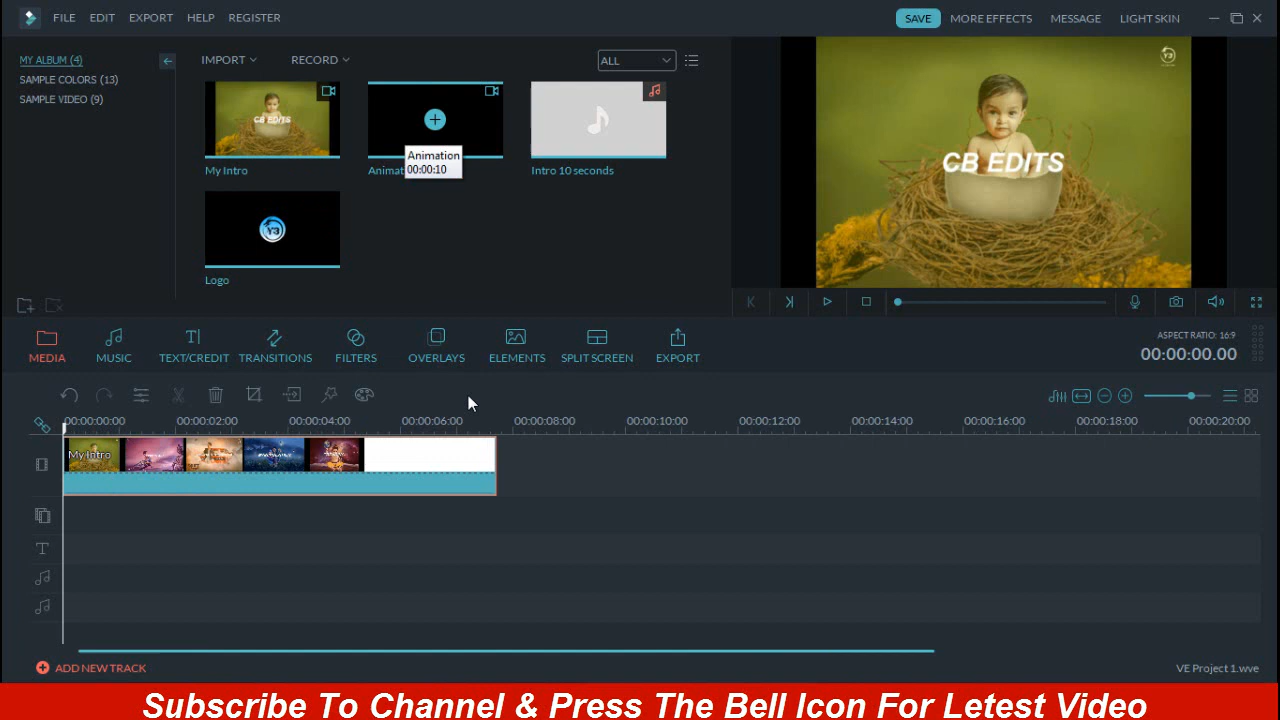 FILE EDIT EXPORT HELP REGISTER
SAVE MORE EFFECTS MESSAGE LIGHT SKIN
MY ALBUM (4)
SAMPLE COLORS (13)
SAMPLE VIDEO (9)
IMPORT RECORD ALL
CB EDITS
My Intro
Animat
Animation
00:00:10
Intro 10 seconds
Y3
Logo
Y3
CB EDITS
MEDIA MUSIC TEXT/CREDIT TRANSITIONS FILTERS OVERLAYS ELEMENTS SPLIT SCREEN EXPORT
ASPECT RATIO: 16:9
00:00:00.00
00:00:00:00 00:00:02:00 00:00:04:00 00:00:06:00 00:00:08:00 00:00:10:00 00:00:12:00 00:00:14:00 00:00:16:00 00:00:18:00 00:00:20:00
My Intro
ADD NEW TRACK
VE Project 1.wve
Subscribe To Channel & Press The Bell Icon For Letest Video